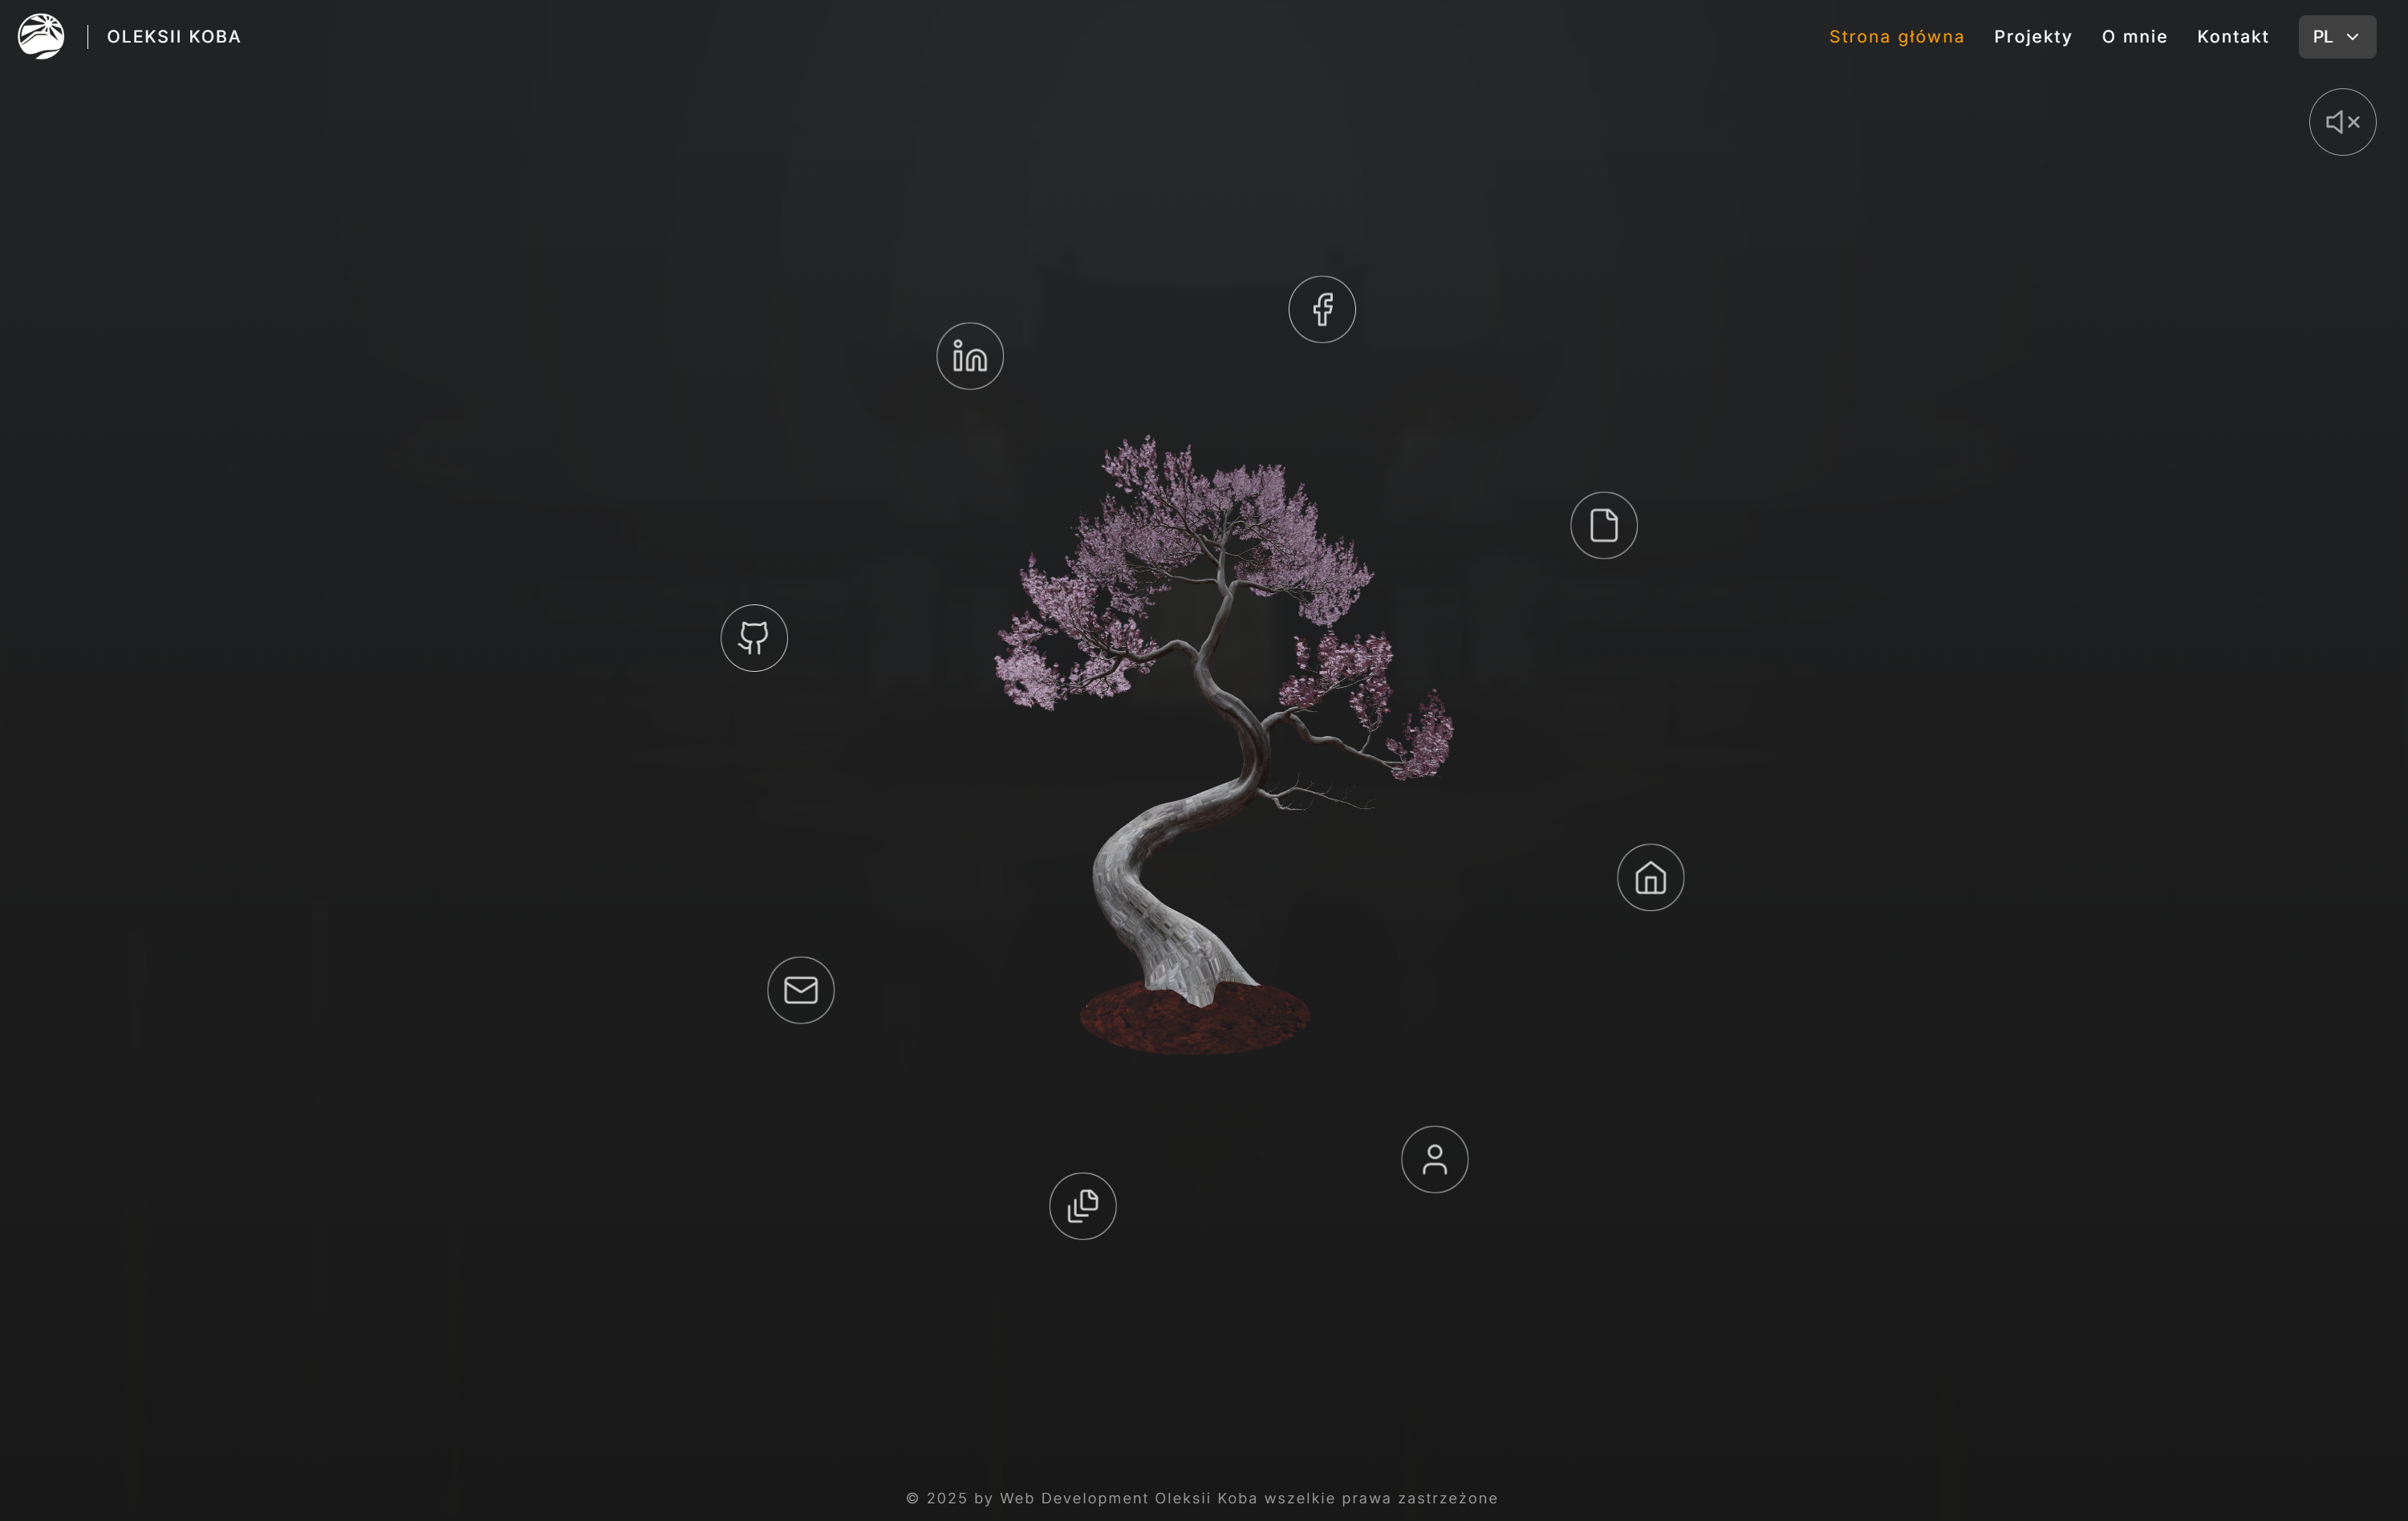 OLEKSII KOBA
Strona główna Projekty O mnie Kontakt PL
© 2025 by Web Development Oleksii Koba wszelkie prawa zastrzeżone